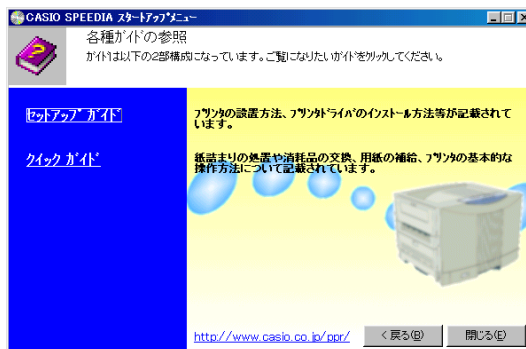 CASIO SPEEDIA ｽﾀｰﾄｱｯﾌﾟﾒﾆｭｰ
各種ｶﾞｲﾄﾞの参照
ｶﾞｲﾄﾞは以下の2部構成になっています。ご覧になりたいｶﾞｲﾄﾞをｸﾘｯｸしてください。
ｾｯﾄｱｯﾌﾟ ｶﾞｲﾄﾞ
ﾌﾟﾘﾝﾀの設置方法、ﾌﾟﾘﾝﾀﾄﾞﾗｲﾊﾞのｲﾝｽﾄｰﾙ方法等が記載されて
います。
ｸｲｯｸ ｶﾞｲﾄﾞ
紙詰まりの処置や消耗品の交換、用紙の補給、ﾌﾟﾘﾝﾀの基本的な
操作方法について記載されています。
http://www.casio.co.jp/ppr/
< 戻る(B)
閉じる(E)